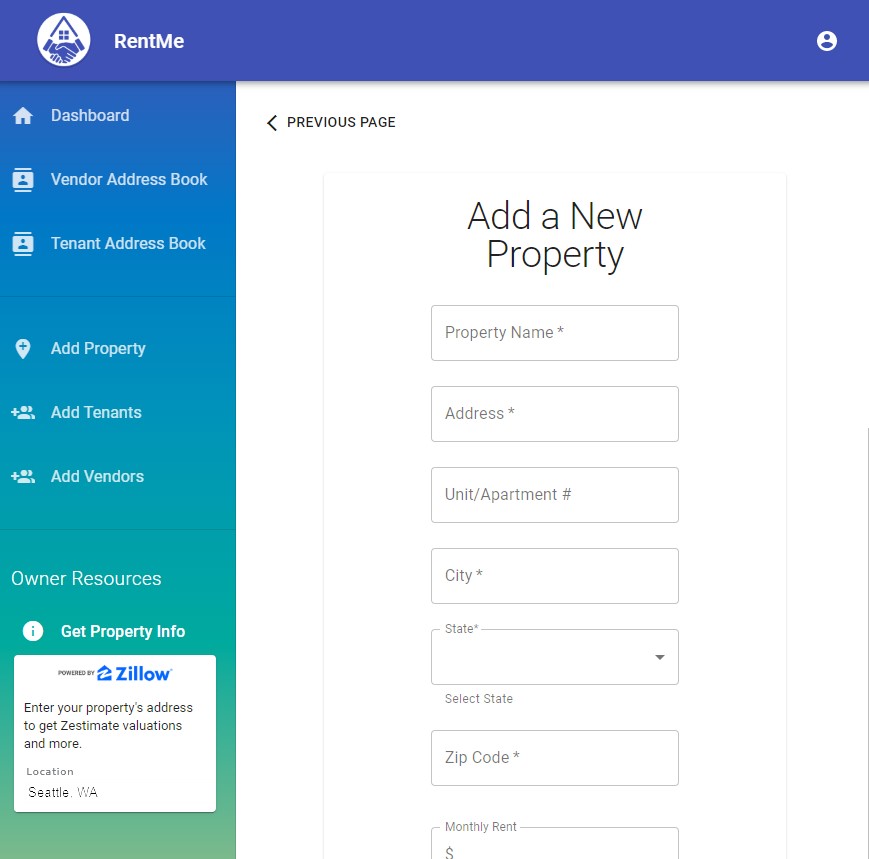 RentMe
Dashboard
Vendor Address Book
Tenant Address Book
Add Property
Add Tenants
Add Vendors
Owner Resources
Get Property Info
POWERED BY Zillow
Enter your property's address
to get Zestimate valuations
and more.
Location
Seattle, WA
PREVIOUS PAGE
Add a New
Property
Property Name *
Address *
Unit/Apartment #
City *
State*
Select State
Zip Code *
Monthly Rent
$